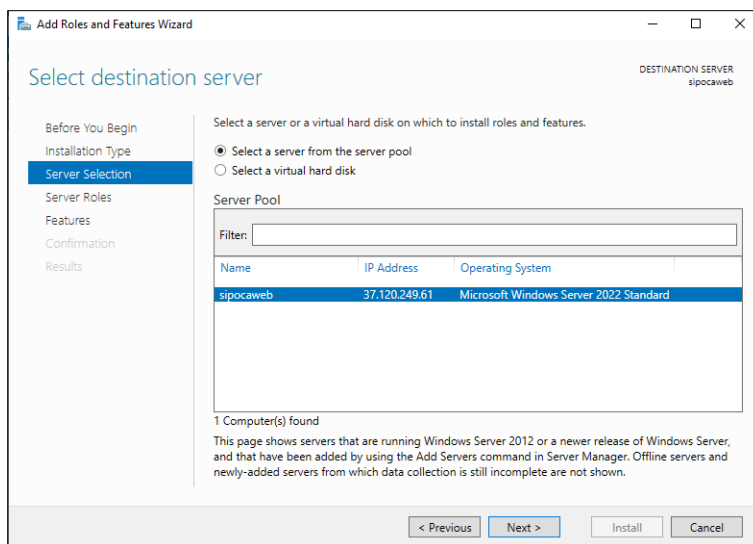 Add Roles and Features Wizard
Select destination server
DESTINATION SERVER
sipocaweb
Before You Begin
Installation Type
Server Selection
Server Roles
Features
Confirmation
Results
Select a server or a virtual hard disk on which to install roles and features.
Select a server from the server pool
Select a virtual hard disk
Server Pool
Filter:
Name IP Address Operating System
sipocaweb 37.120.249.61 Microsoft Windows Server 2022 Standard
1 Computer(s) found
This page shows servers that are running Windows Server 2012 or a newer release of Windows Server,
and that have been added by using the Add Servers command in Server Manager. Offline servers and
newly-added servers from which data collection is still incomplete are not shown.
< Previous Next > Install Cancel